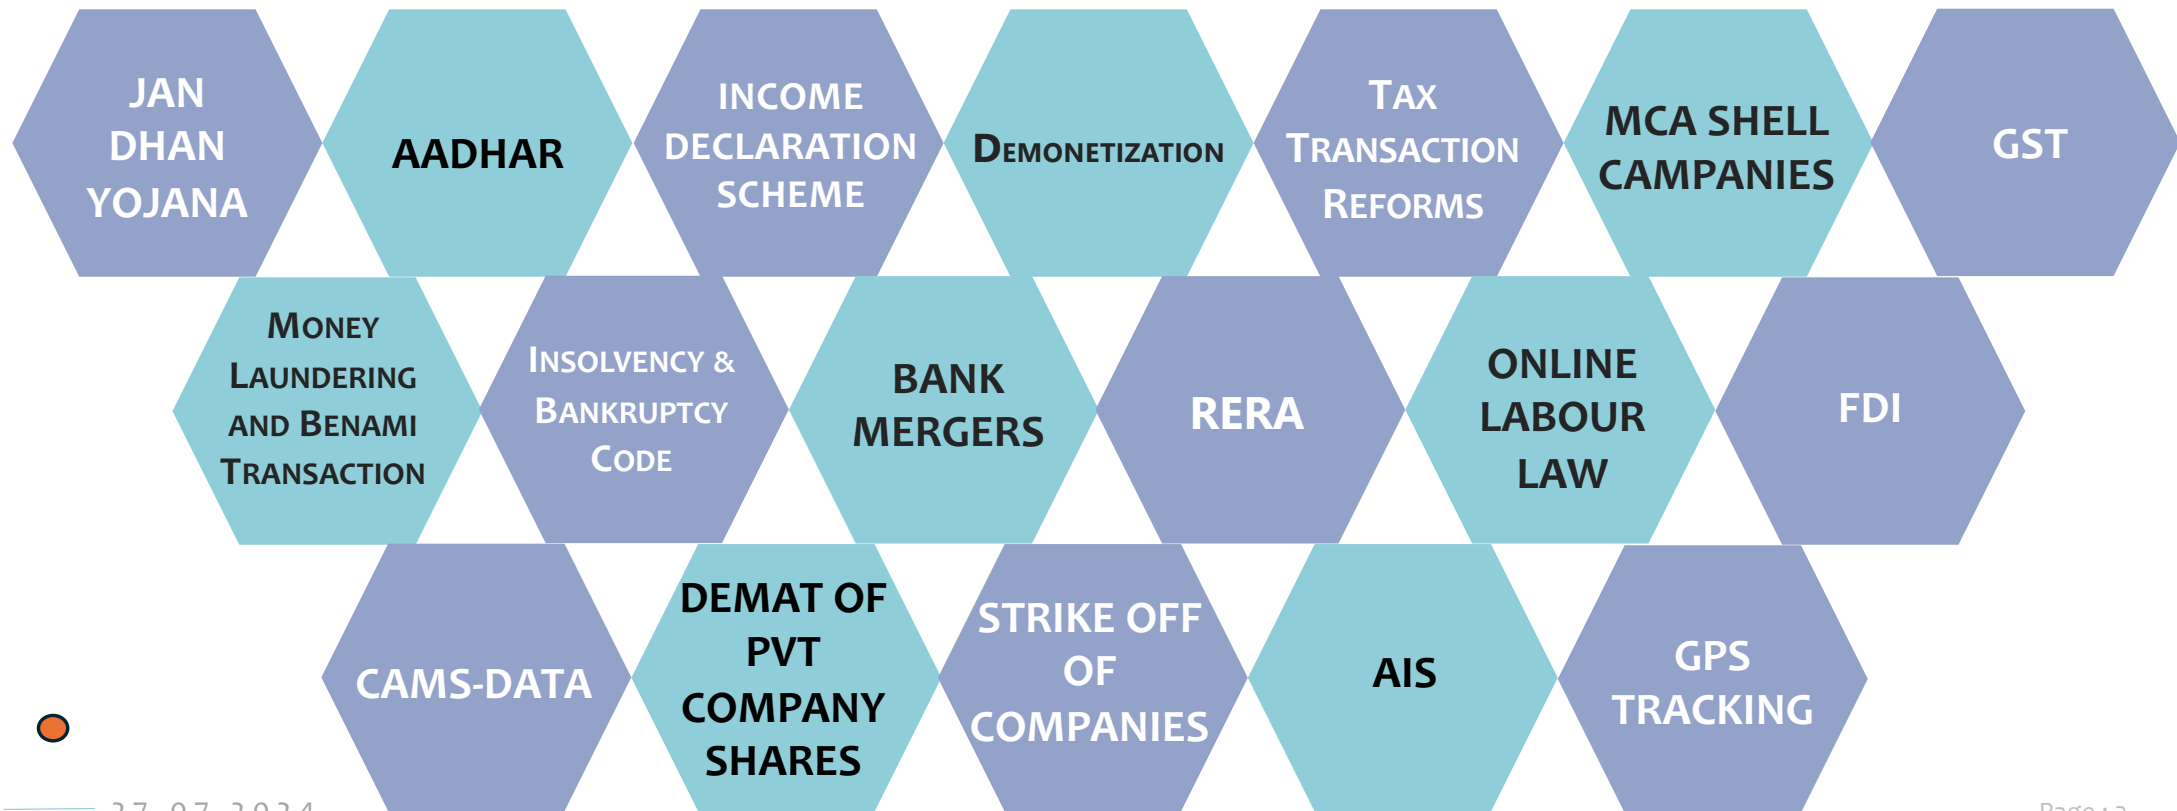 JAN
DHAN
YOJANA
AADHAR
INCOME
DECLARATION
SCHEME
DEMONETIZATION
TAX
TRANSACTION
REFORMS
MCA SHELL
CAMPANIES
GST
MONEY
LAUNDERING
AND BENAMI
TRANSACTION
INSOLVENCY &
BANKRUPTCY
CODE
BANK
MERGERS
RERA
ONLINE
LABOUR
LAW
FDI
CAMS-DATA
DEMAT OF
PVT
COMPANY
SHARES
STRIKE OFF
OF
COMPANIES
AIS
GPS
TRACKING